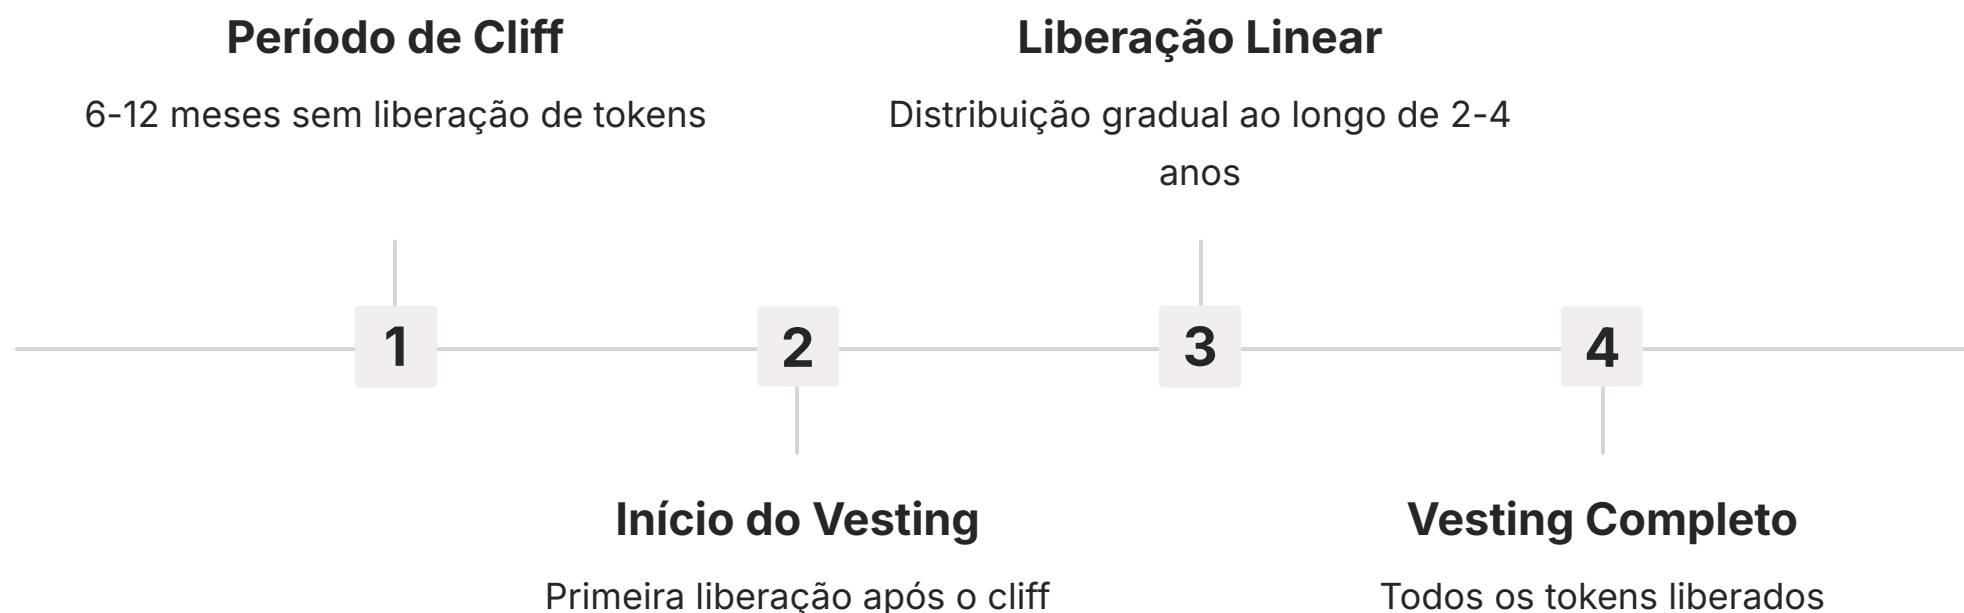 Período de Cliff
6-12 meses sem liberação de tokens
Liberação Linear
Distribuição gradual ao longo de 2-4
anos
1
2
3
4
Início do Vesting
Primeira liberação após o cliff
Vesting Completo
Todos os tokens liberados